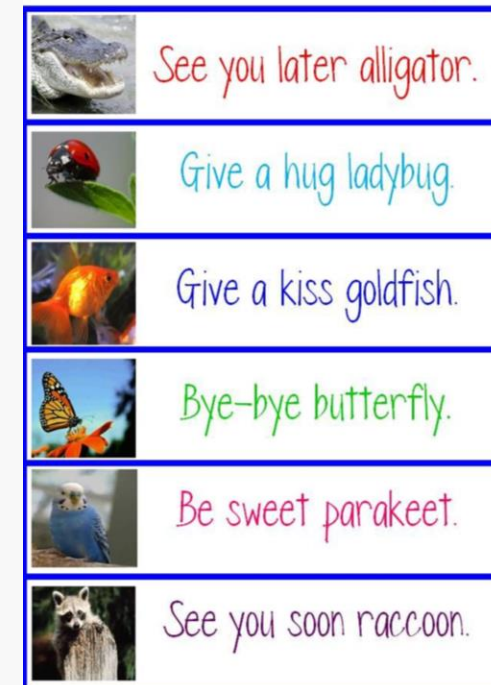 See you later alligator.
Give a hug ladybug.
Give a kiss goldfish.
Bye-bye butterfly.
Be sweet parakeet.
See you soon raccoon.